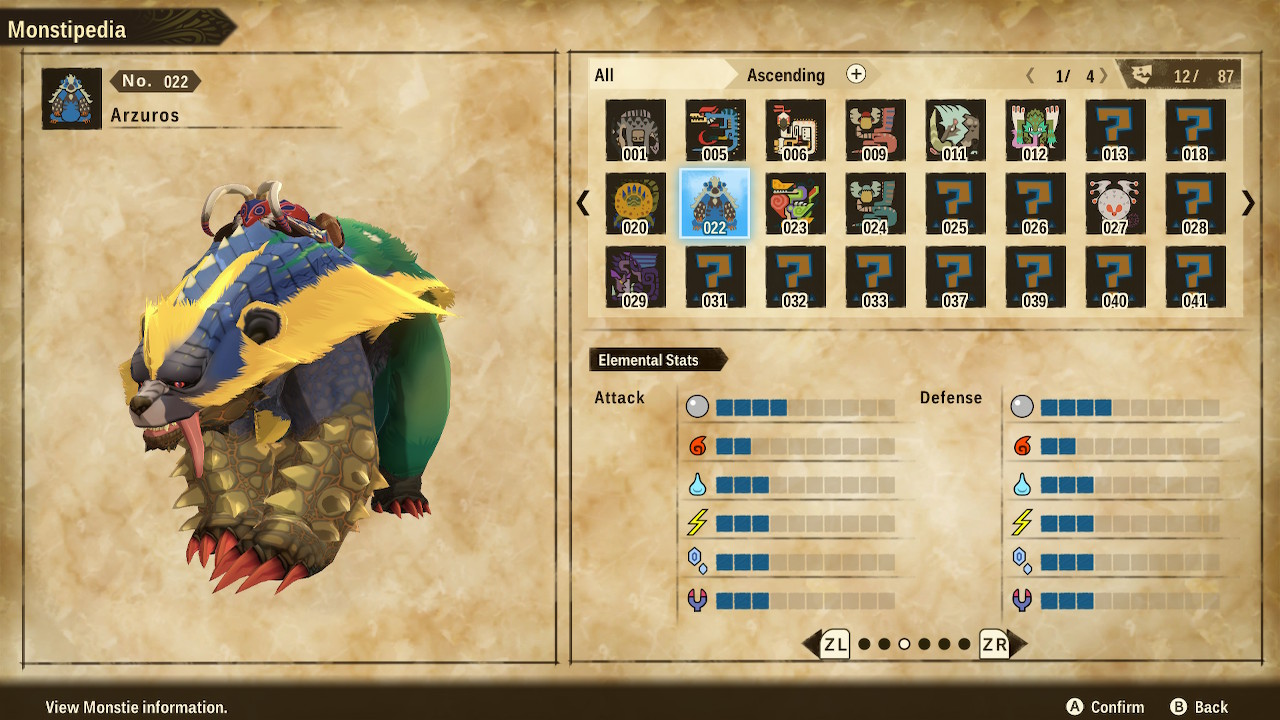 Monstipedia
No. 022
Arzuros
All
Ascending
1/ 4
12/ 87
001 005 006 009 011 012 013 018
020 022 023 024 025 026 027 028
029 031 032 033 037 039 040 041
Elemental Stats
Attack
Defense
ZL
ZR
View Monstie information.
A Confirm
B Back